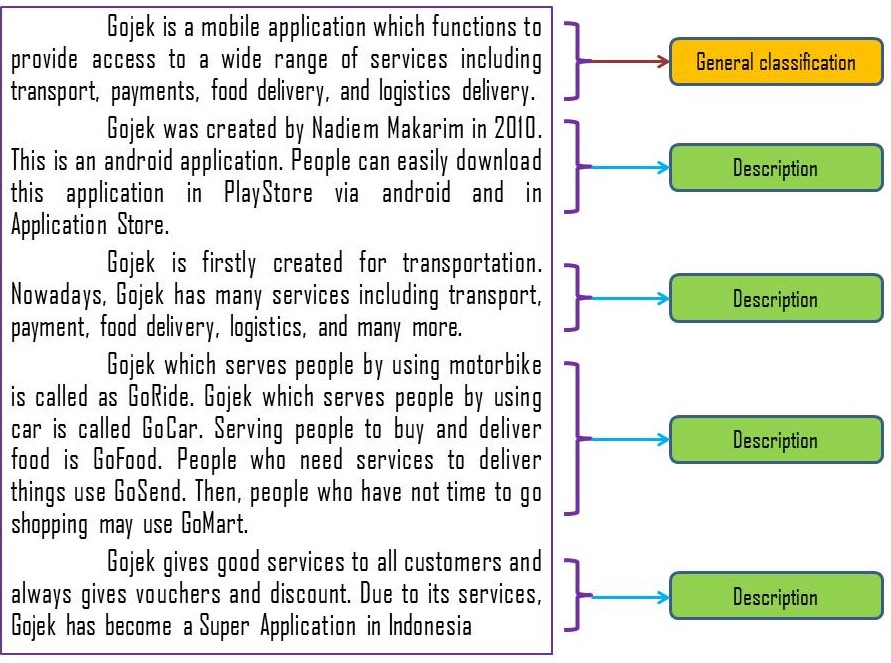 Gojek is a mobile application which functions to
provide access to a wide range of services including
transport, payments, food delivery, and logistics delivery.
General classification
Gojek was created by Nadiem Makarim in 2010.
This is an android application. People can easily download
this application in PlayStore via android and in
Application Store.
Description
Gojek is firstly created for transportation.
Nowadays, Gojek has many services including transport,
payment, food delivery, logistics, and many more.
Description
Gojek which serves people by using motorbike
is called as GoRide. Gojek which serves people by using
car is called GoCar. Serving people to buy and deliver
food is GoFood. People who need services to deliver
things use GoSend. Then, people who have not time to go
shopping may use GoMart.
Description
Gojek gives good services to all customers and
always gives vouchers and discount. Due to its services,
Gojek has become a Super Application in Indonesia
Description